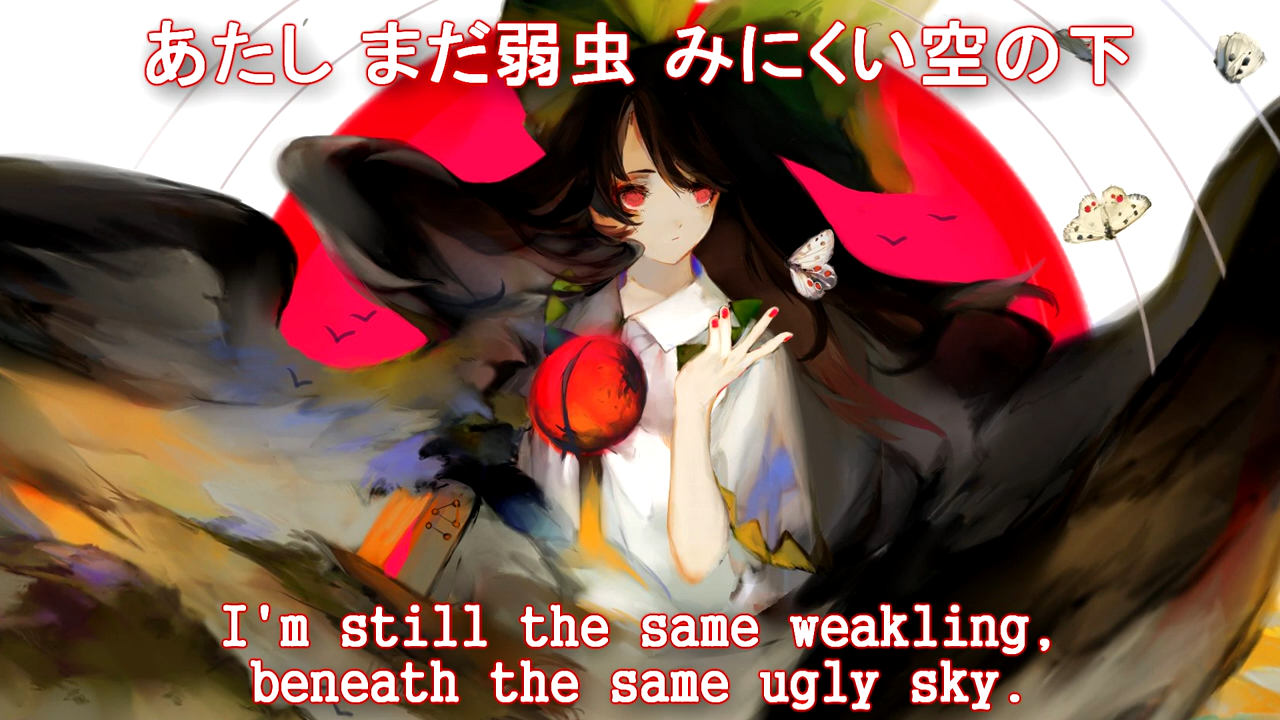 あたし まだ弱虫 みにくい空の下
I'm still the same weakling,
beneath the same ugly sky.